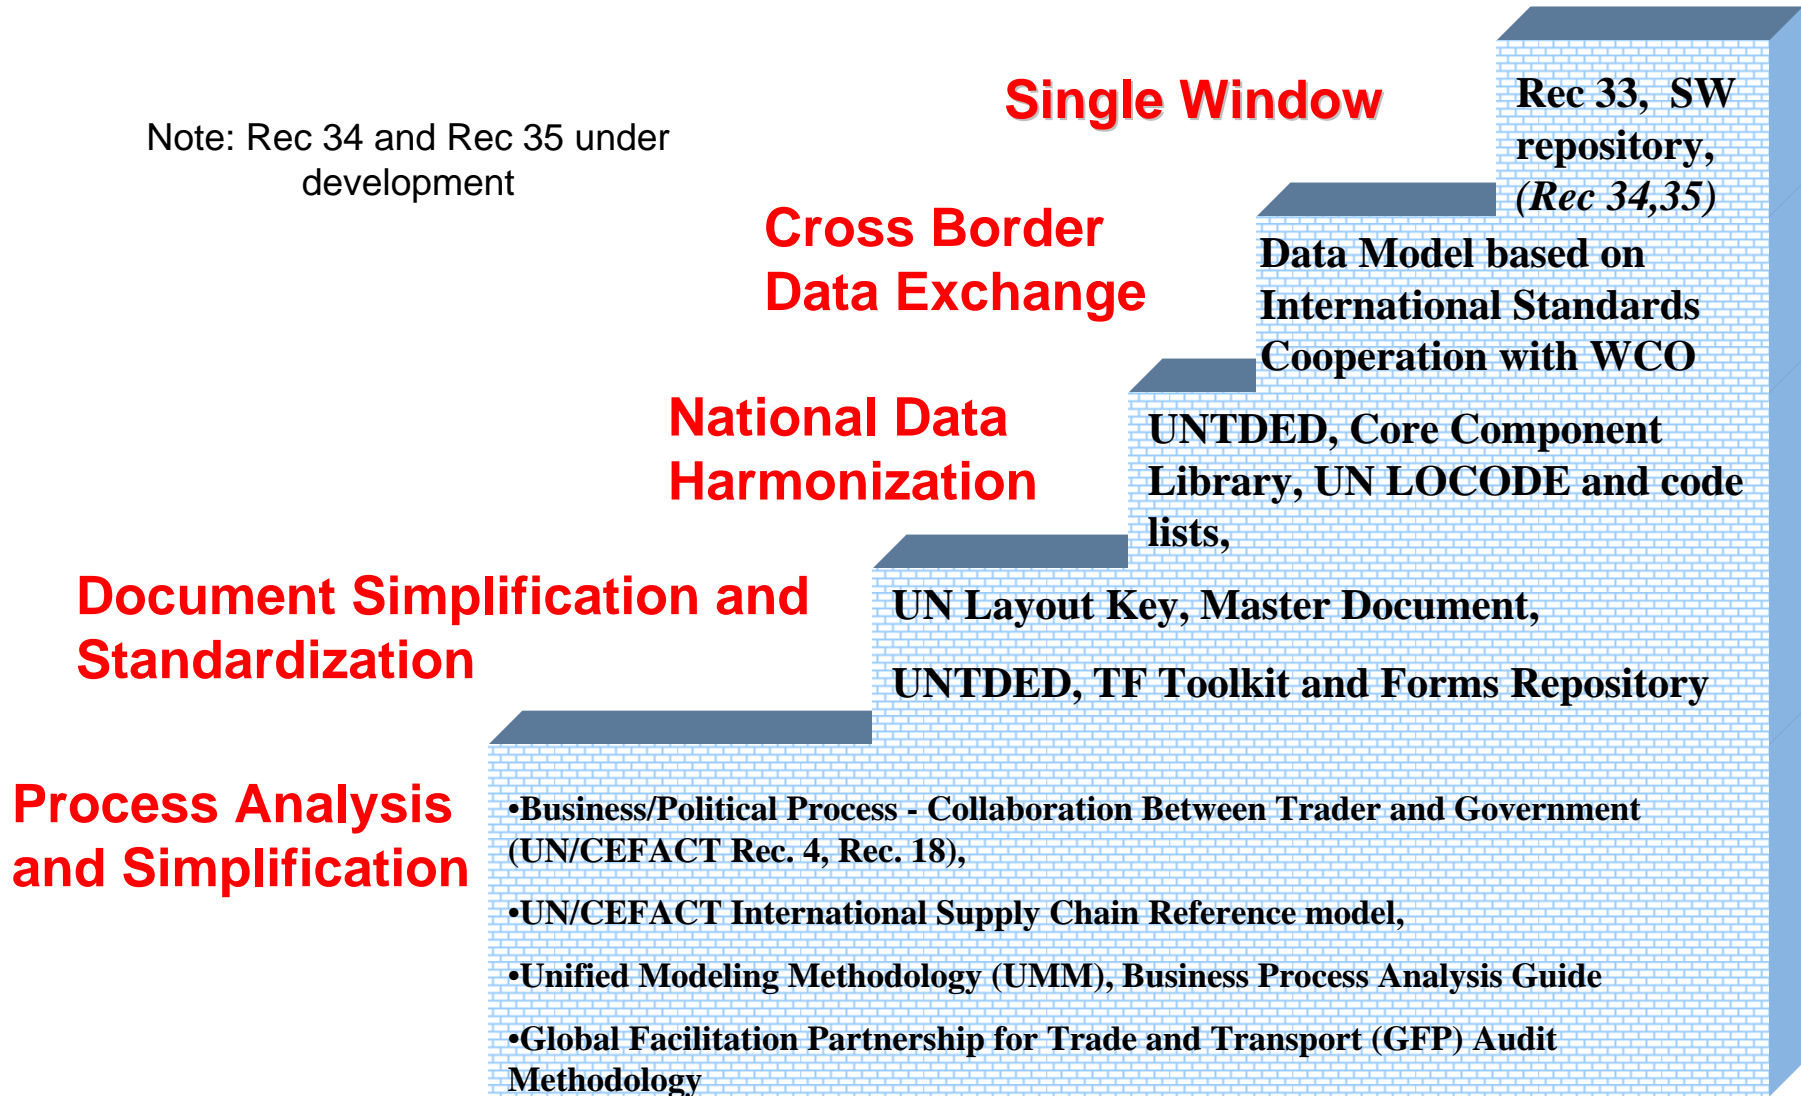 Single Window
Rec 33, SW
repository,
(Rec 34,35)
Note: Rec 34 and Rec 35 under
development
Cross Border
Data Exchange
Data Model based on
International Standards
Cooperation with WCO
National Data
Harmonization
UNTDED, Core Component
Library, UN LOCODE and code
lists,
Document Simplification and
Standardization
UN Layout Key, Master Document,
UNTDED, TF Toolkit and Forms Repository
Process Analysis
and Simplification
•Business/Political Process - Collaboration Between Trader and Government
(UN/CEFACT Rec. 4, Rec. 18),
•UN/CEFACT International Supply Chain Reference model,
•Unified Modeling Methodology (UMM), Business Process Analysis Guide
•Global Facilitation Partnership for Trade and Transport (GFP) Audit
Methodology